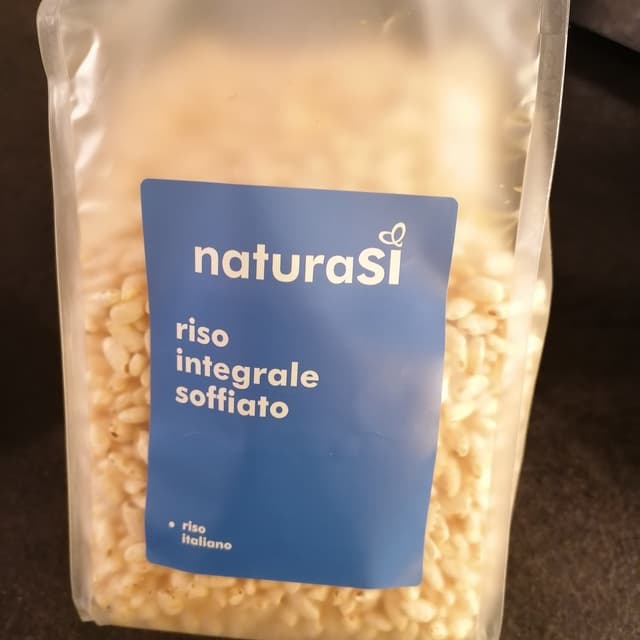 naturaSì
riso
integrale
soffiato
• riso
italiano